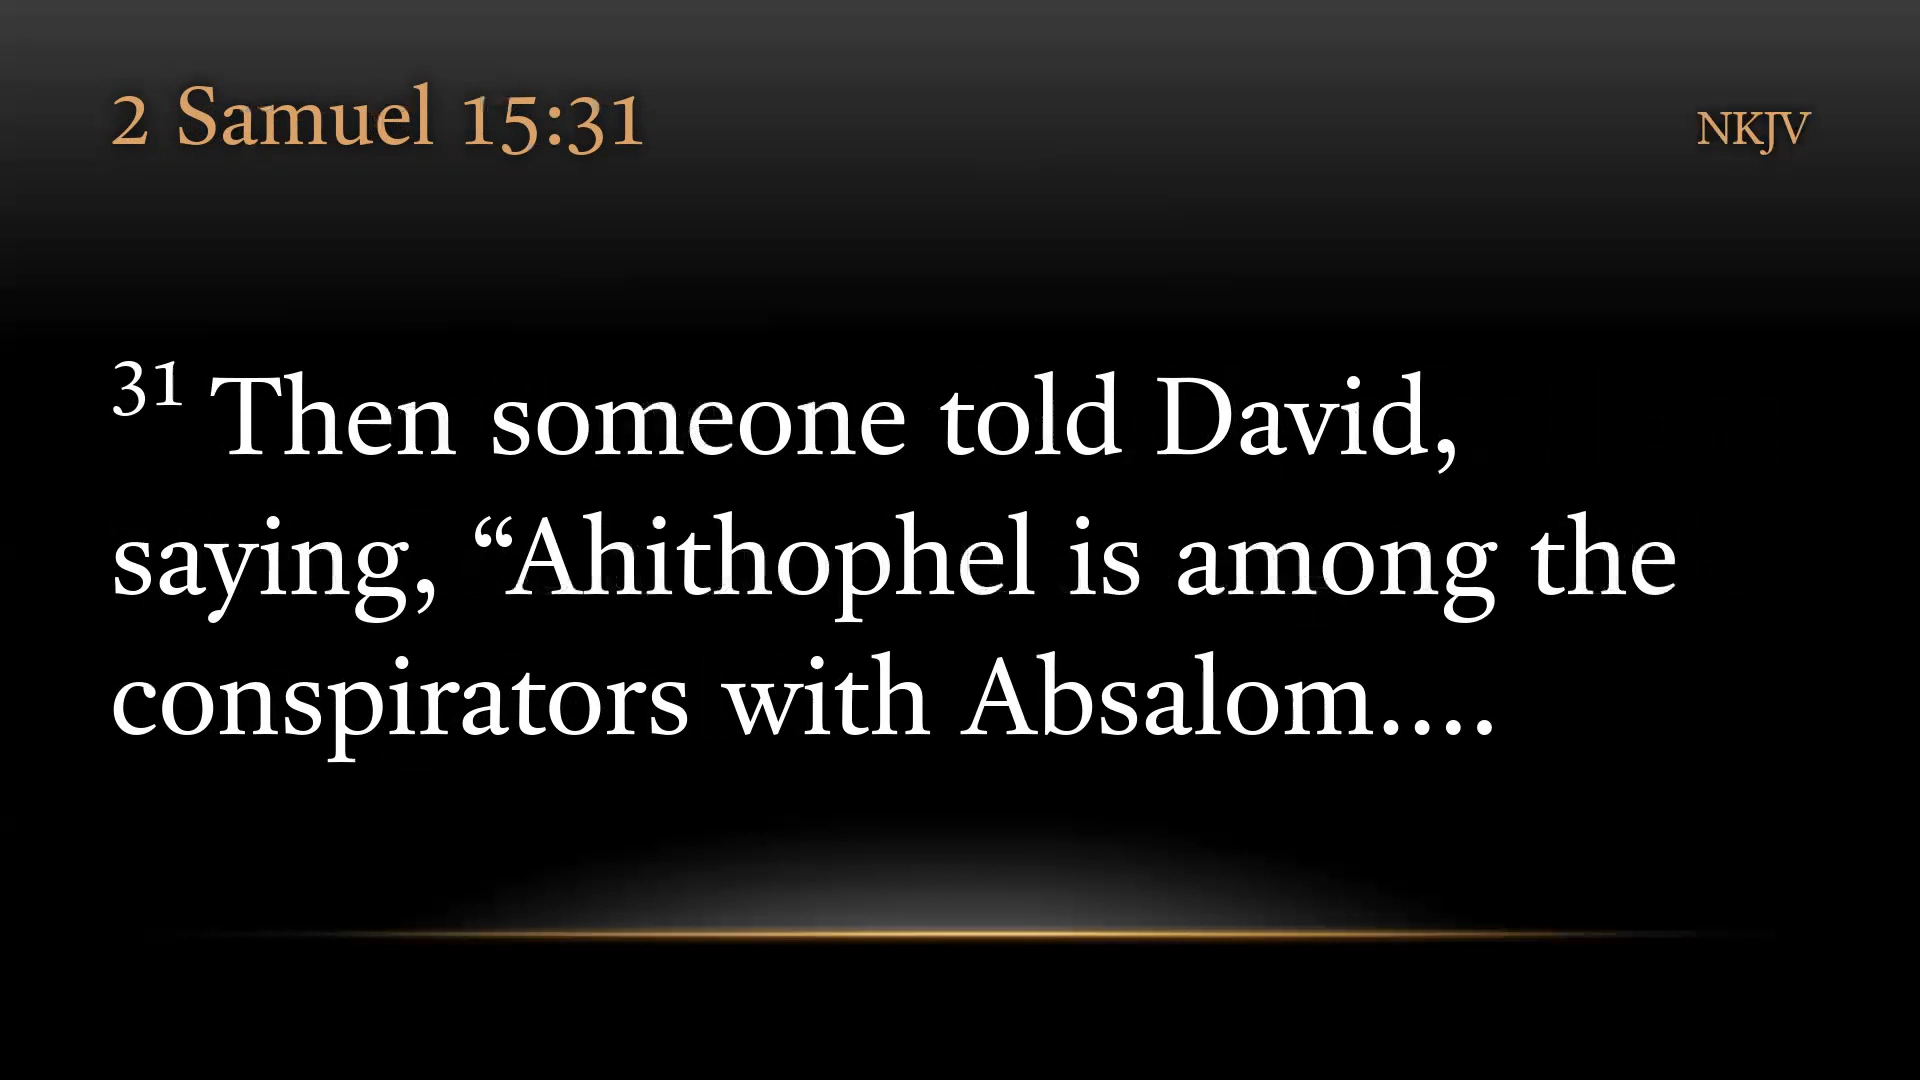 2 Samuel 15:31
NKJV
31 Then someone told David,
saying, “Ahithophel is among the
conspirators with Absalom....